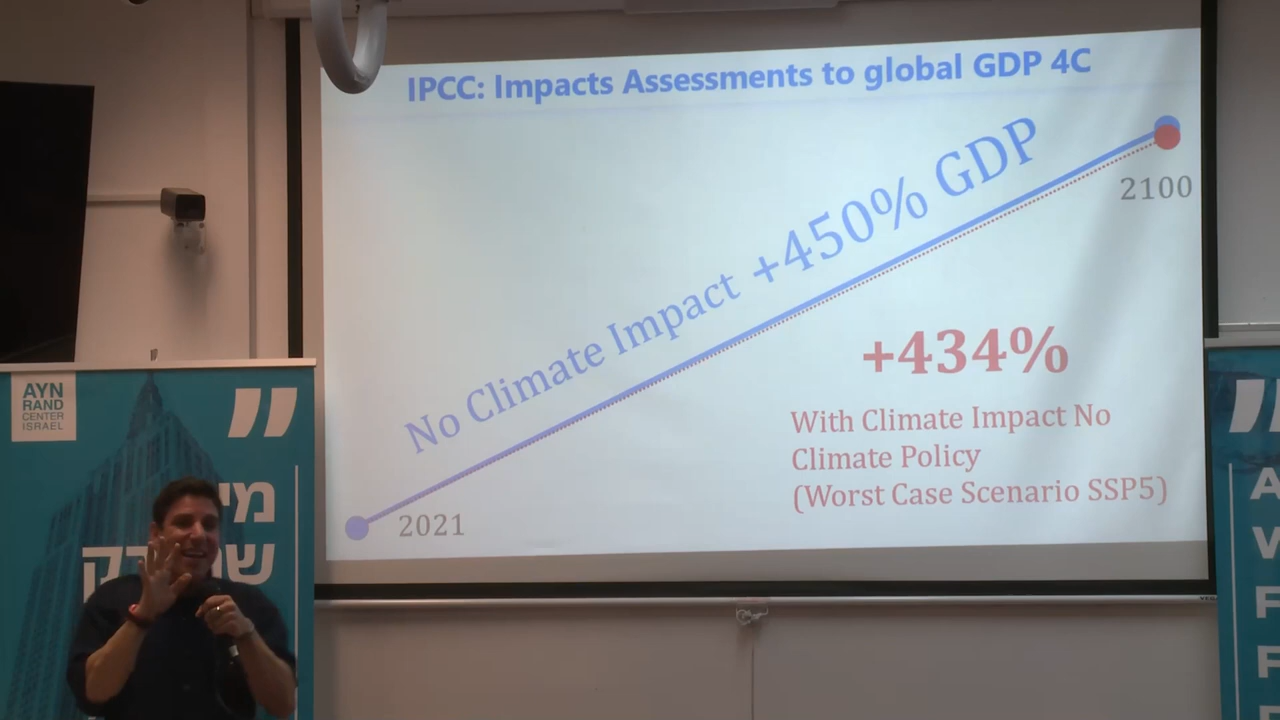 IPCC: Impacts Assessments to global GDP 4C
No Climate Impact +450% GDP
2100
+434%
With Climate Impact No
Climate Policy
(Worst Case Scenario SSP5)
2021
AYN
RAND
CENTER
ISRAEL